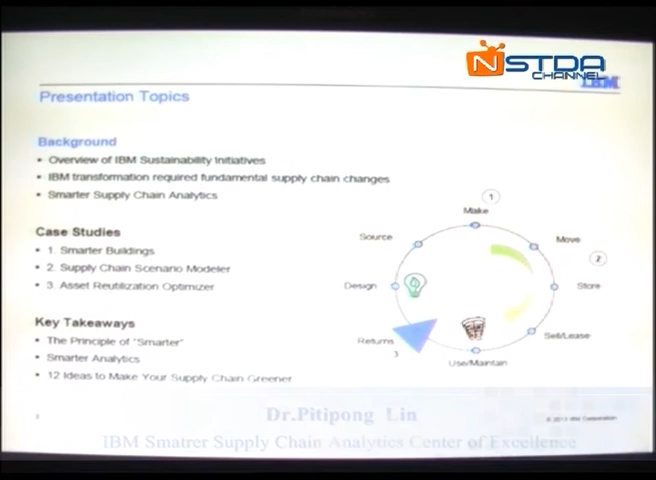 NSTDA
CHANNEL
IBM
Presentation Topics
Background
Overview of IBM Sustainability Initiatives
IBM transformation required fundamental supply chain changes
Smarter Supply Chain Analytics
Case Studies
1. Smarter Buildings
2. Supply Chain Scenario Modeler
3. Asset Reutilization Optimizer
Key Takeaways
The Principle of "Smarter"
Smarter Analytics
12 Ideas to Make Your Supply Chain Greener
1
Make
Source
Move
2
Design
Store
Sell/Lease
Returns
3
Use/Maintain
Dr.Pitipong Lin
IBM Smatrer Supply Chain Analytics Center of Excellence
3
IBM Corporation